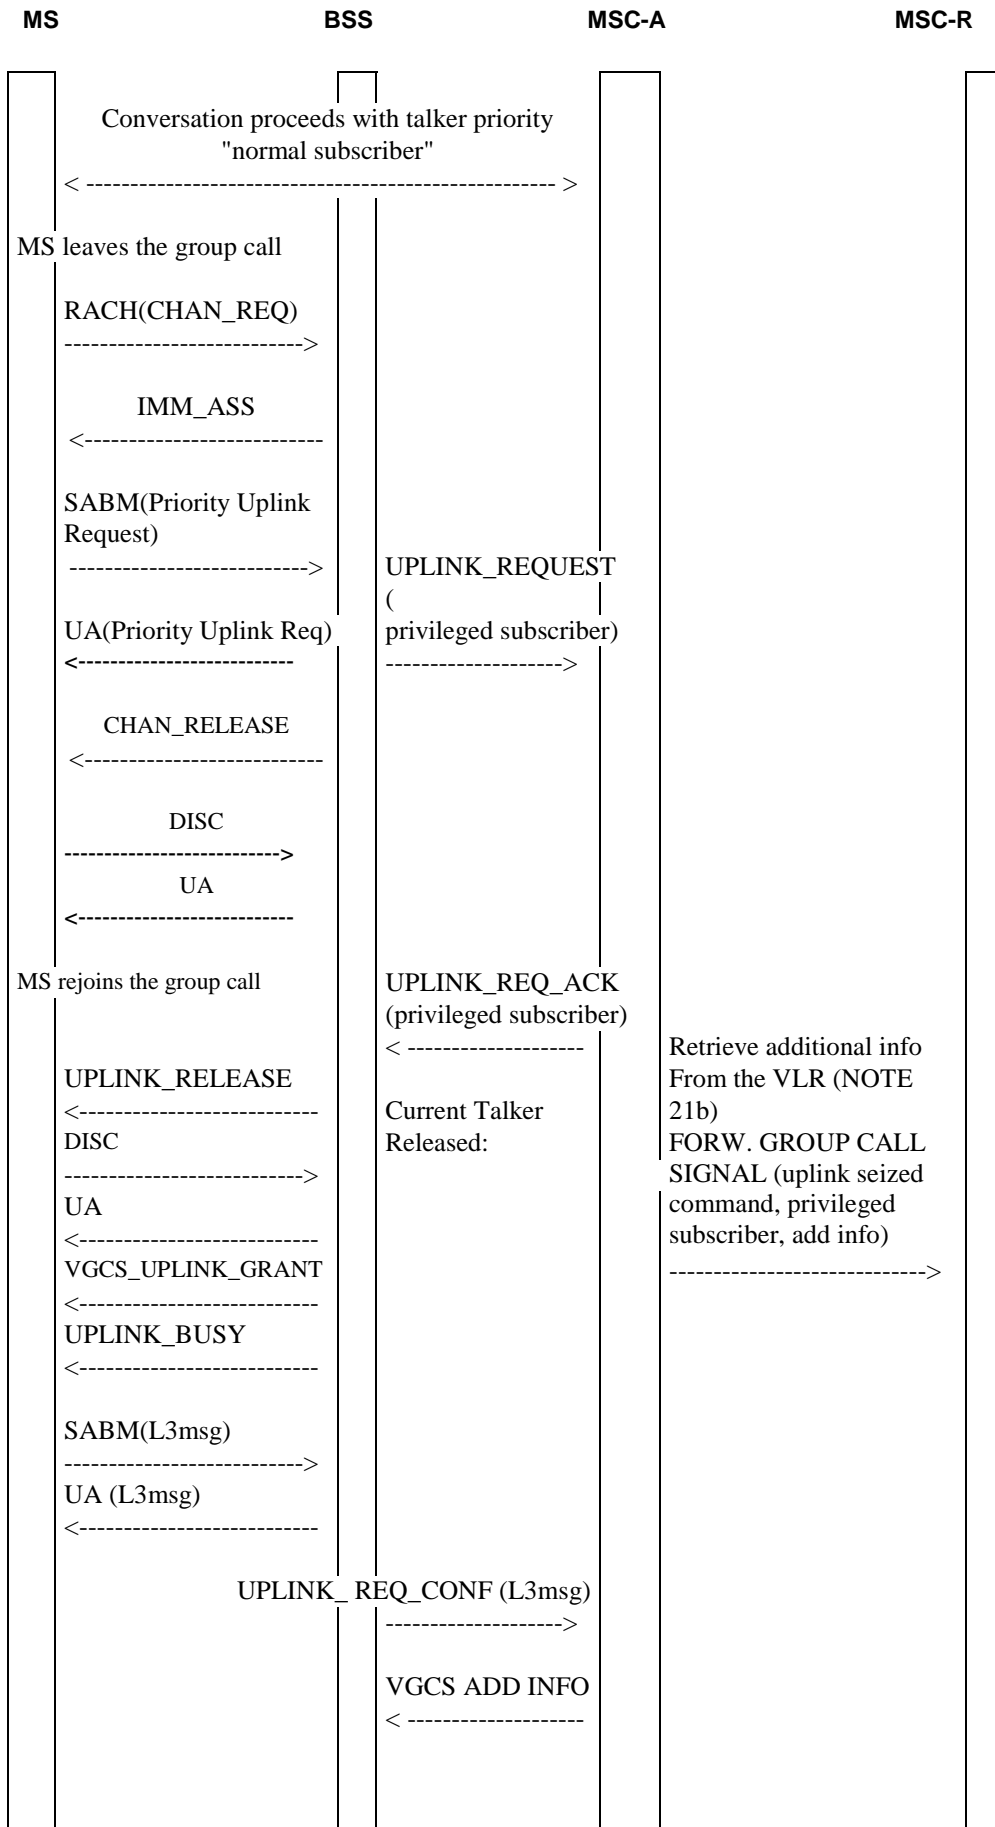 MS BSS MSC-A MSC-R
Conversation proceeds with talker priority
"normal subscriber"
< ----------------------------------------------------- >
MS leaves the group call
RACH(CHAN_REQ)
--------------------------->
IMM_ASS
<---------------------------
SABM(Priority Uplink
Request)
--------------------------->
UPLINK_REQUEST
(
privileged subscriber)
-------------------->
UA(Priority Uplink Req)
<---------------------------
CHAN_RELEASE
<---------------------------
DISC
--------------------------->
UA
<---------------------------
MS rejoins the group call
UPLINK_REQ_ACK
(privileged subscriber)
< --------------------
Retrieve additional info
From the VLR (NOTE
21b)
FORW. GROUP CALL
SIGNAL (uplink seized
command, privileged
subscriber, add info)
----------------------------->
UPLINK_RELEASE
<---------------------------
Current Talker
Released:
DISC
--------------------------->
UA
<---------------------------
VGCS_UPLINK_GRANT
<---------------------------
UPLINK_BUSY
<---------------------------
SABM(L3msg)
--------------------------->
UA (L3msg)
<---------------------------
UPLINK_ REQ_CONF (L3msg)
-------------------->
VGCS ADD INFO
< --------------------